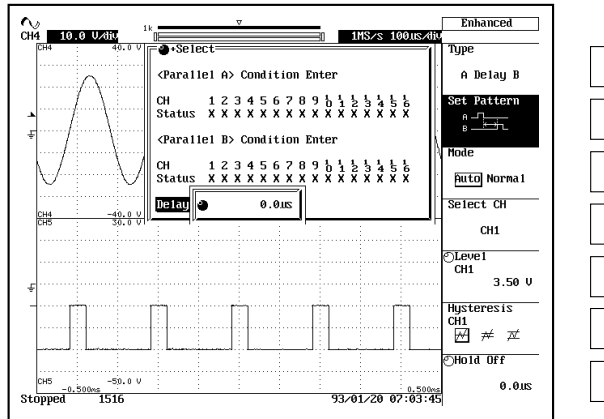 CH4 10.0 V/div 1k 1MS/s 100us/div
CH4 40.0 V
+Select
<Parallel A> Condition Enter
CH 1 2 3 4 5 6 7 8 9 10 11 12 13 14 15 16
Status X X X X X X X X X X X X X X X X
<Parallel B> Condition Enter
CH 1 2 3 4 5 6 7 8 9 10 11 12 13 14 15 16
Status X X X X X X X X X X X X X X X X
Delay 0.0us
CH4 -40.0 V
CH5 30.0 V
CH5 -50.0 V
-0.500ms 0.500ms
Stopped 1516 93/01/20 07:03:45
Enhanced
Type
A Delay B
Set Pattern
A
B
Mode
Auto Normal
Select CH
CH1
Level
CH1
3.50 V
Hysteresis
CH1
Hold Off
0.0us